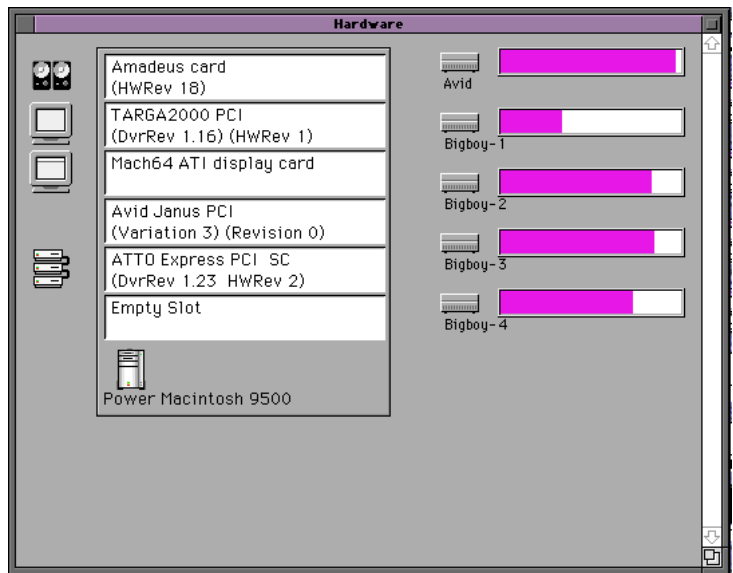 Hardware
Amadeus card
(HWRev 18)
TARGA2000 PCI
(DvrRev 1.16) (HWRev 1)
Mach64 ATI display card
Avid Janus PCI
(Variation 3) (Revision 0)
ATTO Express PCI  SC
(DvrRev 1.23  HWRev 2)
Empty Slot
Power Macintosh 9500
Avid
Bigboy-1
Bigboy-2
Bigboy-3
Bigboy-4